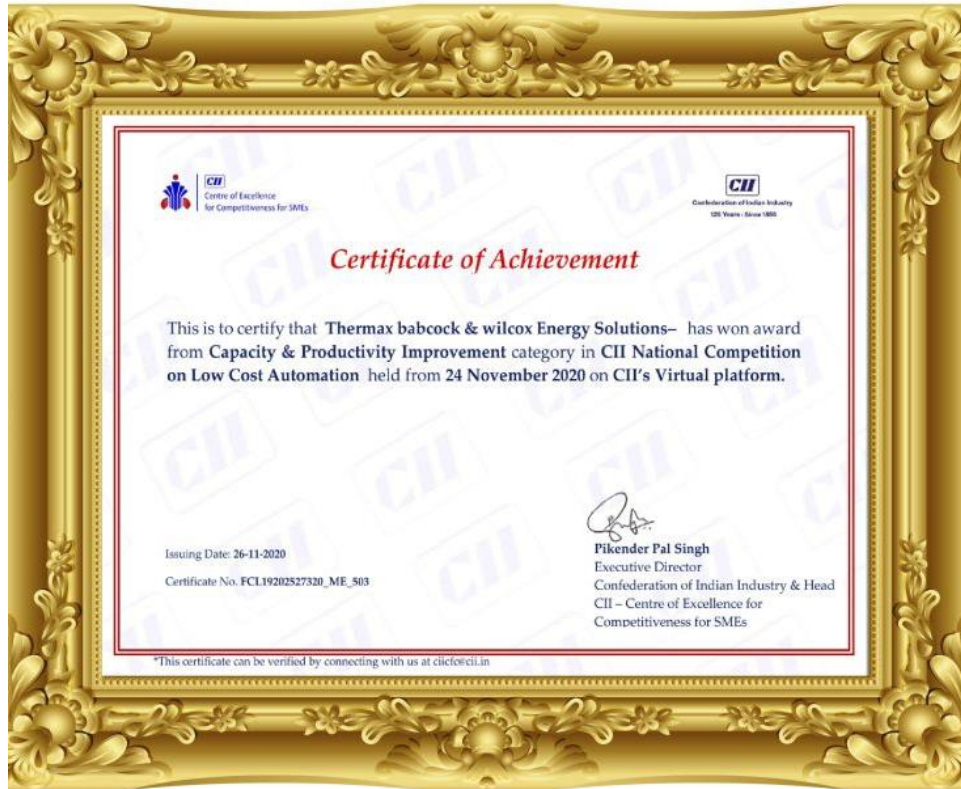 CII
Centre of Excellence
for Competitiveness for SMEs
CII
Confederation of Indian Industry
125 Years - Since 1895
Certificate of Achievement
This is to certify that Thermax babcock & wilcox Energy Solutions– has won award
from Capacity & Productivity Improvement category in CII National Competition
on Low Cost Automation held from 24 November 2020 on CII's Virtual platform.
Issuing Date: 26-11-2020
Certificate No. FCL19202527320_ME_503
Pikender Pal Singh
Executive Director
Confederation of Indian Industry & Head
CII – Centre of Excellence for
Competitiveness for SMEs
*This certificate can be verified by connecting with us at ciicfc@cii.in